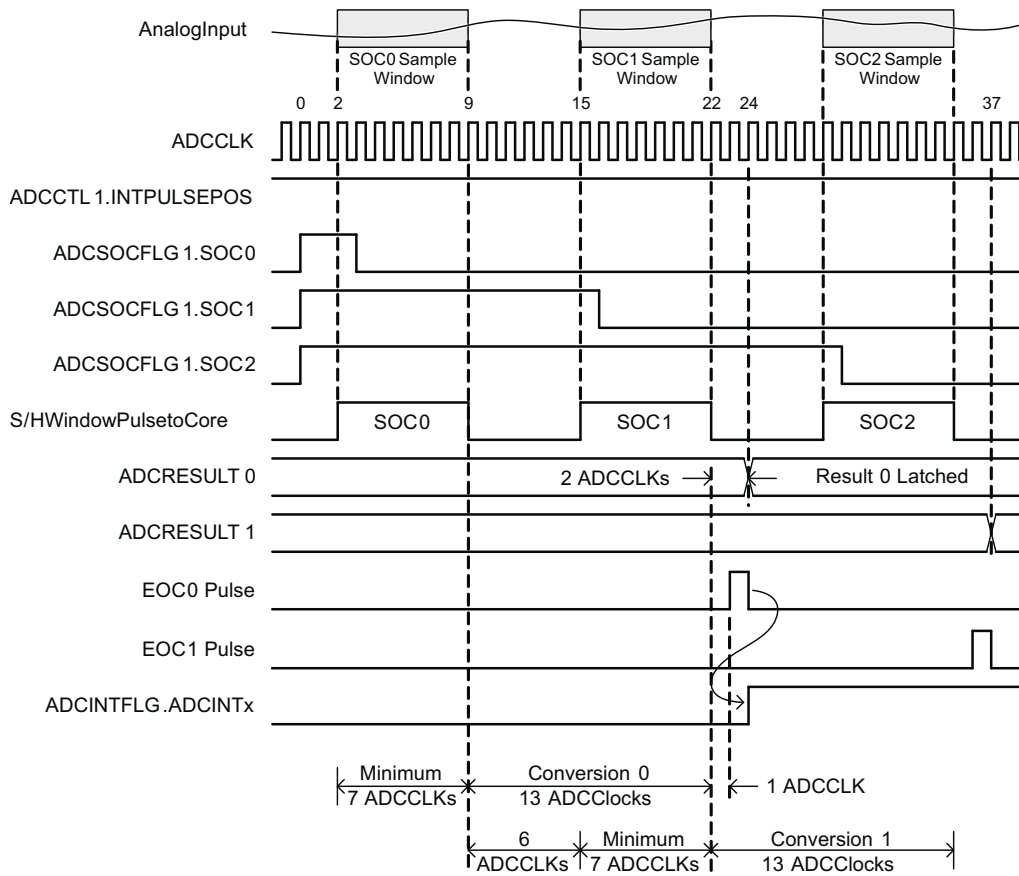 AnalogInput
SOC0 Sample
Window
SOC1 Sample
Window
SOC2 Sample
Window
0 2 9 15 22 24 37
ADCCLK
ADCCTL 1.INTPULSEPOS
ADCSOCFLG 1.SOC0
ADCSOCFLG 1.SOC1
ADCSOCFLG 1.SOC2
S/HWindowPulsetoCore
SOC0 SOC1 SOC2
ADCRESULT 0
2 ADCCLKs
Result 0 Latched
ADCRESULT 1
EOC0 Pulse
EOC1 Pulse
ADCINTFLG.ADCINTx
Minimum
7 ADCCLKs
Conversion 0
13 ADCClocks
1 ADCCLK
6
ADCCLKs
Minimum
7 ADCCLKs
Conversion 1
13 ADCClocks